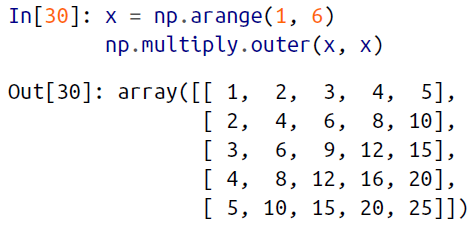 In[30]: x = np.arange(1, 6)
        np.multiply.outer(x, x)
Out[30]: array([[ 1,  2,  3,  4,  5],
                [ 2,  4,  6,  8, 10],
                [ 3,  6,  9, 12, 15],
                [ 4,  8, 12, 16, 20],
                [ 5, 10, 15, 20, 25]])